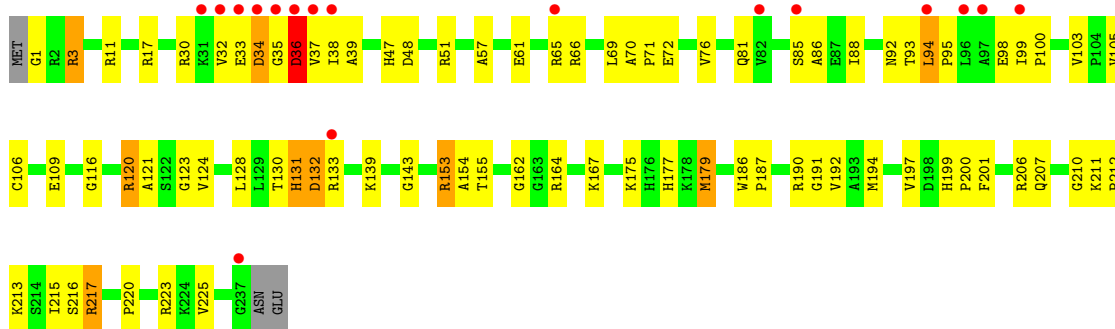 MET G1 R2 R3 R11 R17 R30 K31 V32 E33 D34 G35 D36 V37 I38 A39 H47 D48 R51 A57 E61 R65 R66 L69 A70 P71 E72 V76 Q81 V82 S85 A86 E87 I88 N92 T93 L94 P95 L96 A97 E98 I99 P100 V103 P104 V105
C106 E109 G116 R120 A121 S122 G123 V124 L128 L129 T130 H131 D132 R133 K139 G143 R153 A154 T155 G162 G163 R164 K167 K175 H176 H177 K178 M179 W186 P187 R190 G191 V192 A193 M194 V197 D198 H199 P200 F201 R206 Q207 G210 K211
K213 S214 I215 S216 R217 P220 R223 K224 V225 G237 ASN GLU